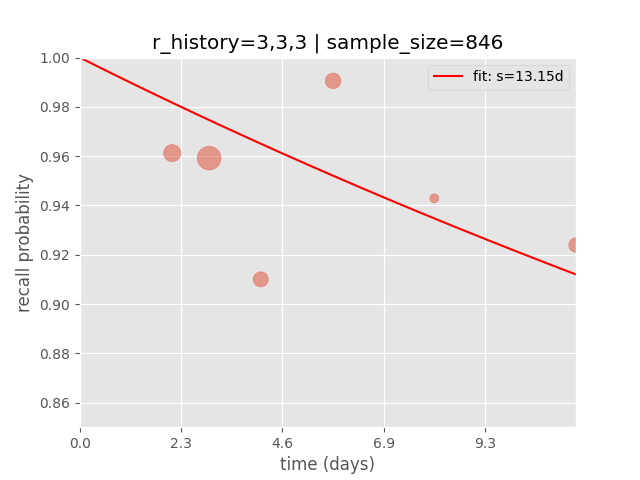 r_history=3,3,3 | sample_size=846
fit: s=13.15d
1.00
0.98
0.96
0.94
0.92
0.90
0.88
0.86
recall probability
0.0 2.3 4.6 6.9 9.3
time (days)